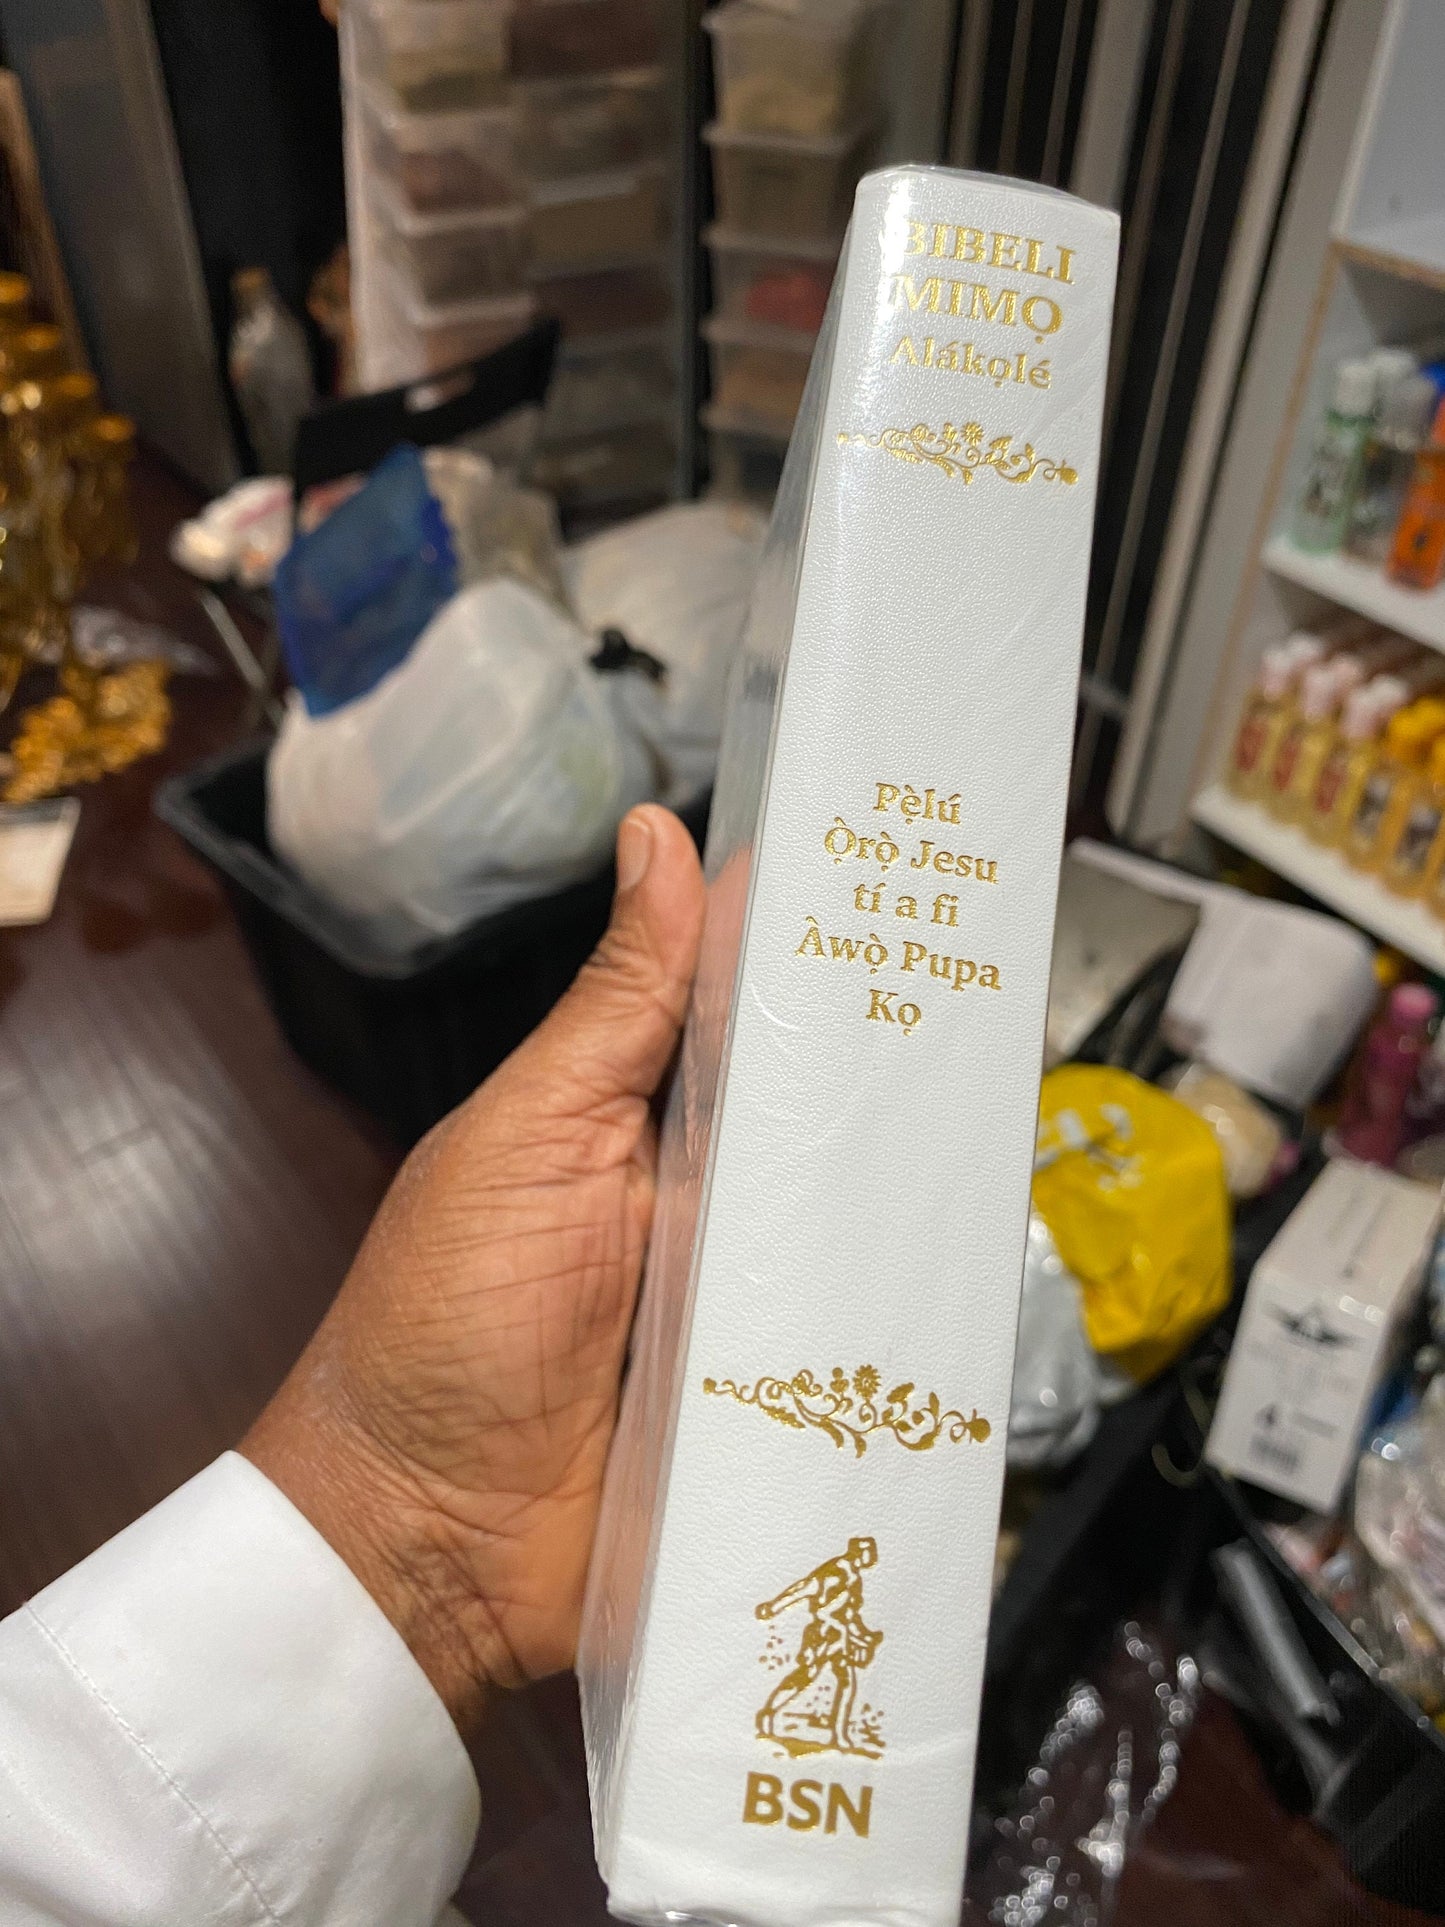 BIBELI
MIMỌ
Alákọlé
Pẹ̀lú
Ọ̀rọ̀ Jesu
tí a fi
Àwọ̀ Pupa
Kọ
BSN